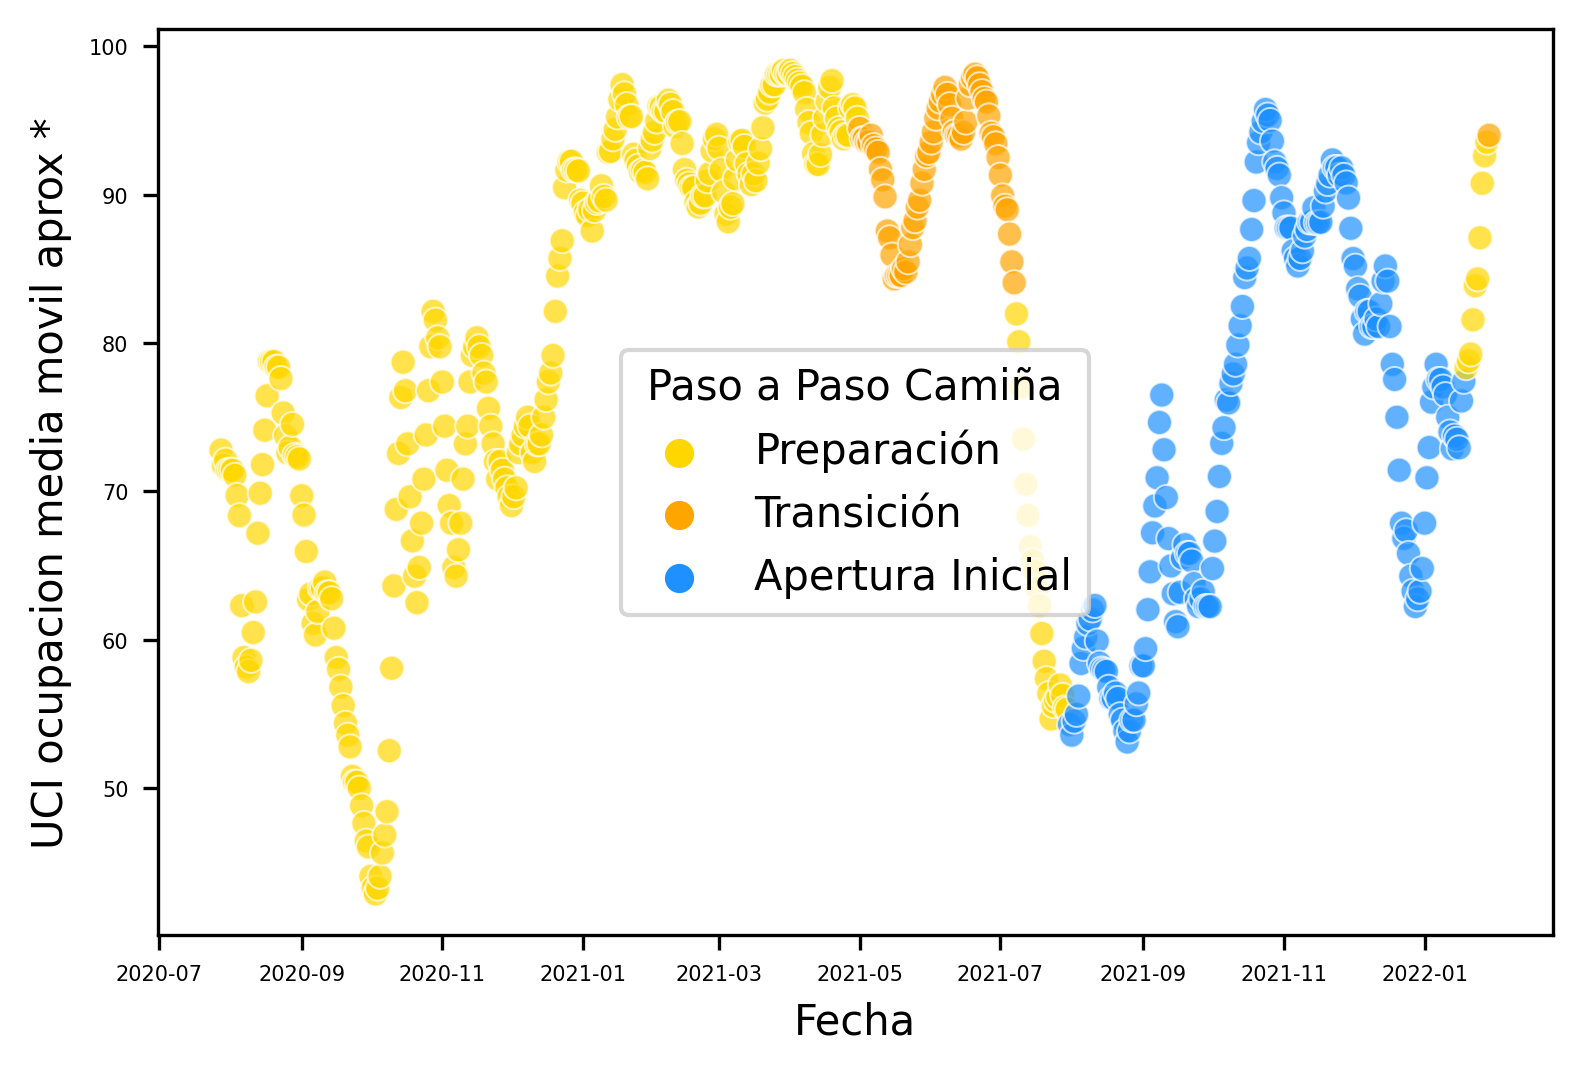 UCI ocupacion media movil aprox *
100
90
80
70
60
50
Paso a Paso Camiña
Preparación
Transición
Apertura Inicial
2020-07
2020-09
2020-11
2021-01
2021-03
2021-05
2021-07
2021-09
2021-11
2022-01
Fecha